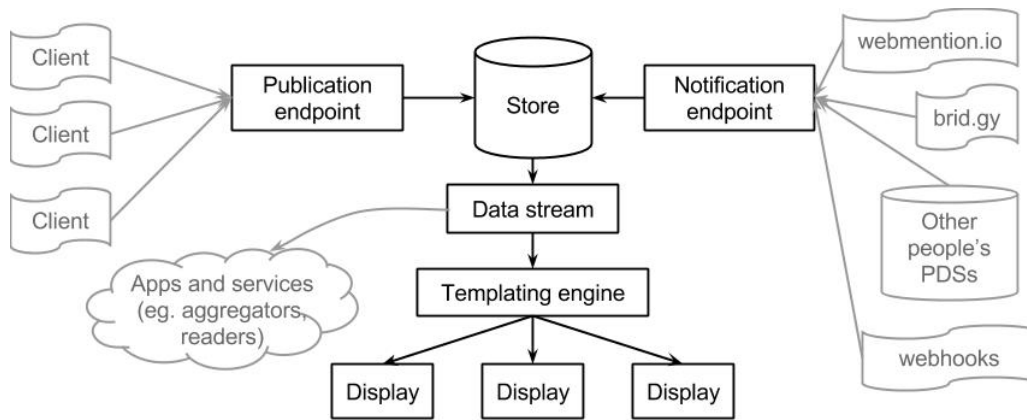 Client
Client
Client
Publication
endpoint
Store
Notification
endpoint
webmention.io
brid.gy
Other
people's
PDSs
webhooks
Data stream
Apps and services
(eg. aggregators,
readers)
Templating engine
Display
Display
Display